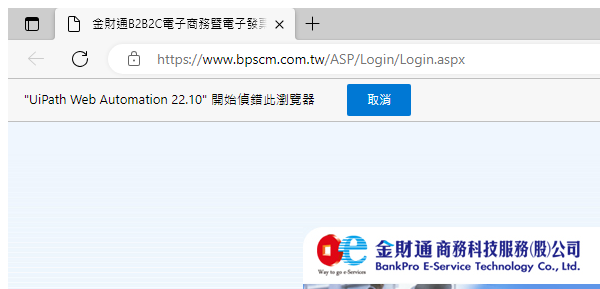 金財通B2B2C電子商務暨電子發票
https://www.bpscm.com.tw/ASP/Login/Login.aspx
"UiPath Web Automation 22.10" 開始偵錯此瀏覽器
取消
金財通商務科技服務(股)公司
BankPro E-Service Technology Co., Ltd.
Way to go e-Services